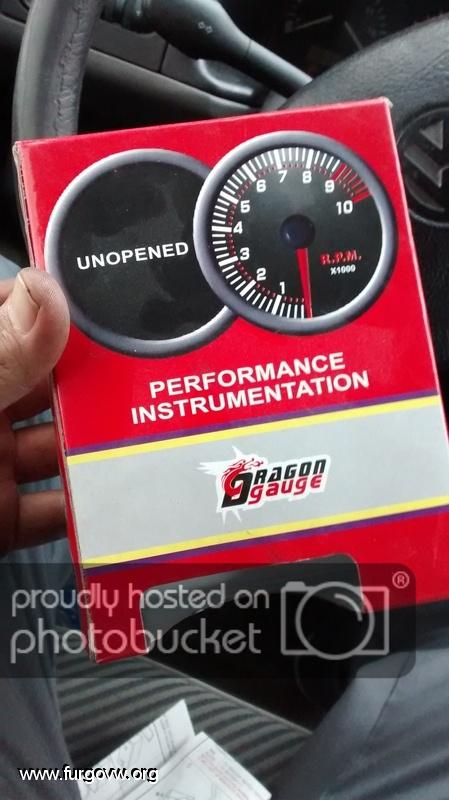 UNOPENED
1
2
3
4
5
6
7
8
9
10
R.P.M.
X1000
PERFORMANCE
INSTRUMENTATION
DRAGON
gauge
proudly hosted on
photobucket
®
www.furgovw.org